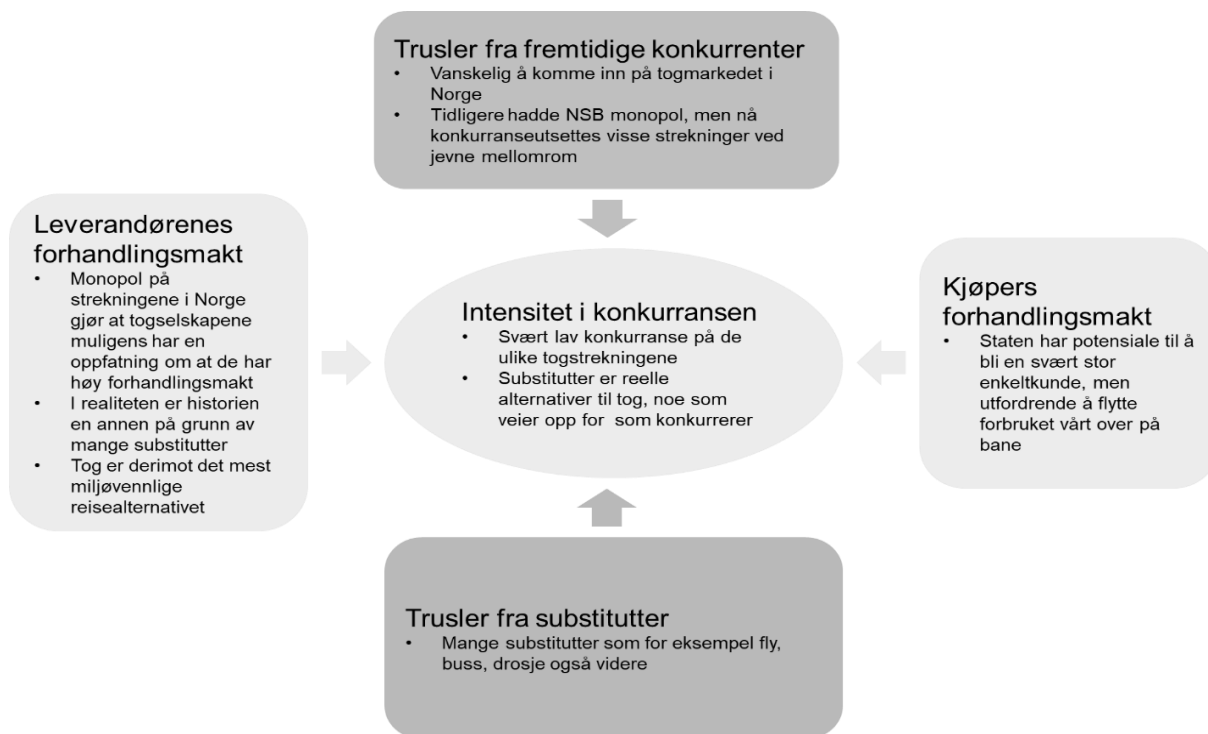 Trusler fra fremtidige konkurrenter
• Vanskelig å komme inn på togmarkedet i
Norge
• Tidligere hadde NSB monopol, men nå
konkurranseutsettes visse strekninger ved
jevne mellomrom
Leverandørenes
forhandlingsmakt
• Monopol på
strekningene i Norge
gjør at togselskapene
muligens har en
oppfatning om at de har
høy forhandlingsmakt
• I realiteten er historien
en annen på grunn av
mange substitutter
• Tog er derimot det mest
miljøvennlige
reisealternativet
Intensitet i konkurransen
• Svært lav konkurranse på de
ulike togstrekningene
• Substitutter er reelle
alternativer til tog, noe som
veier opp for som konkurrerer
Kjøpers
forhandlingsmakt
• Staten har potensiale til å
bli en svært stor
enkeltkunde, men
utfordrende å flytte
forbruket vårt over på
bane
Trusler fra substitutter
• Mange substitutter som for eksempel fly,
buss, drosje også videre